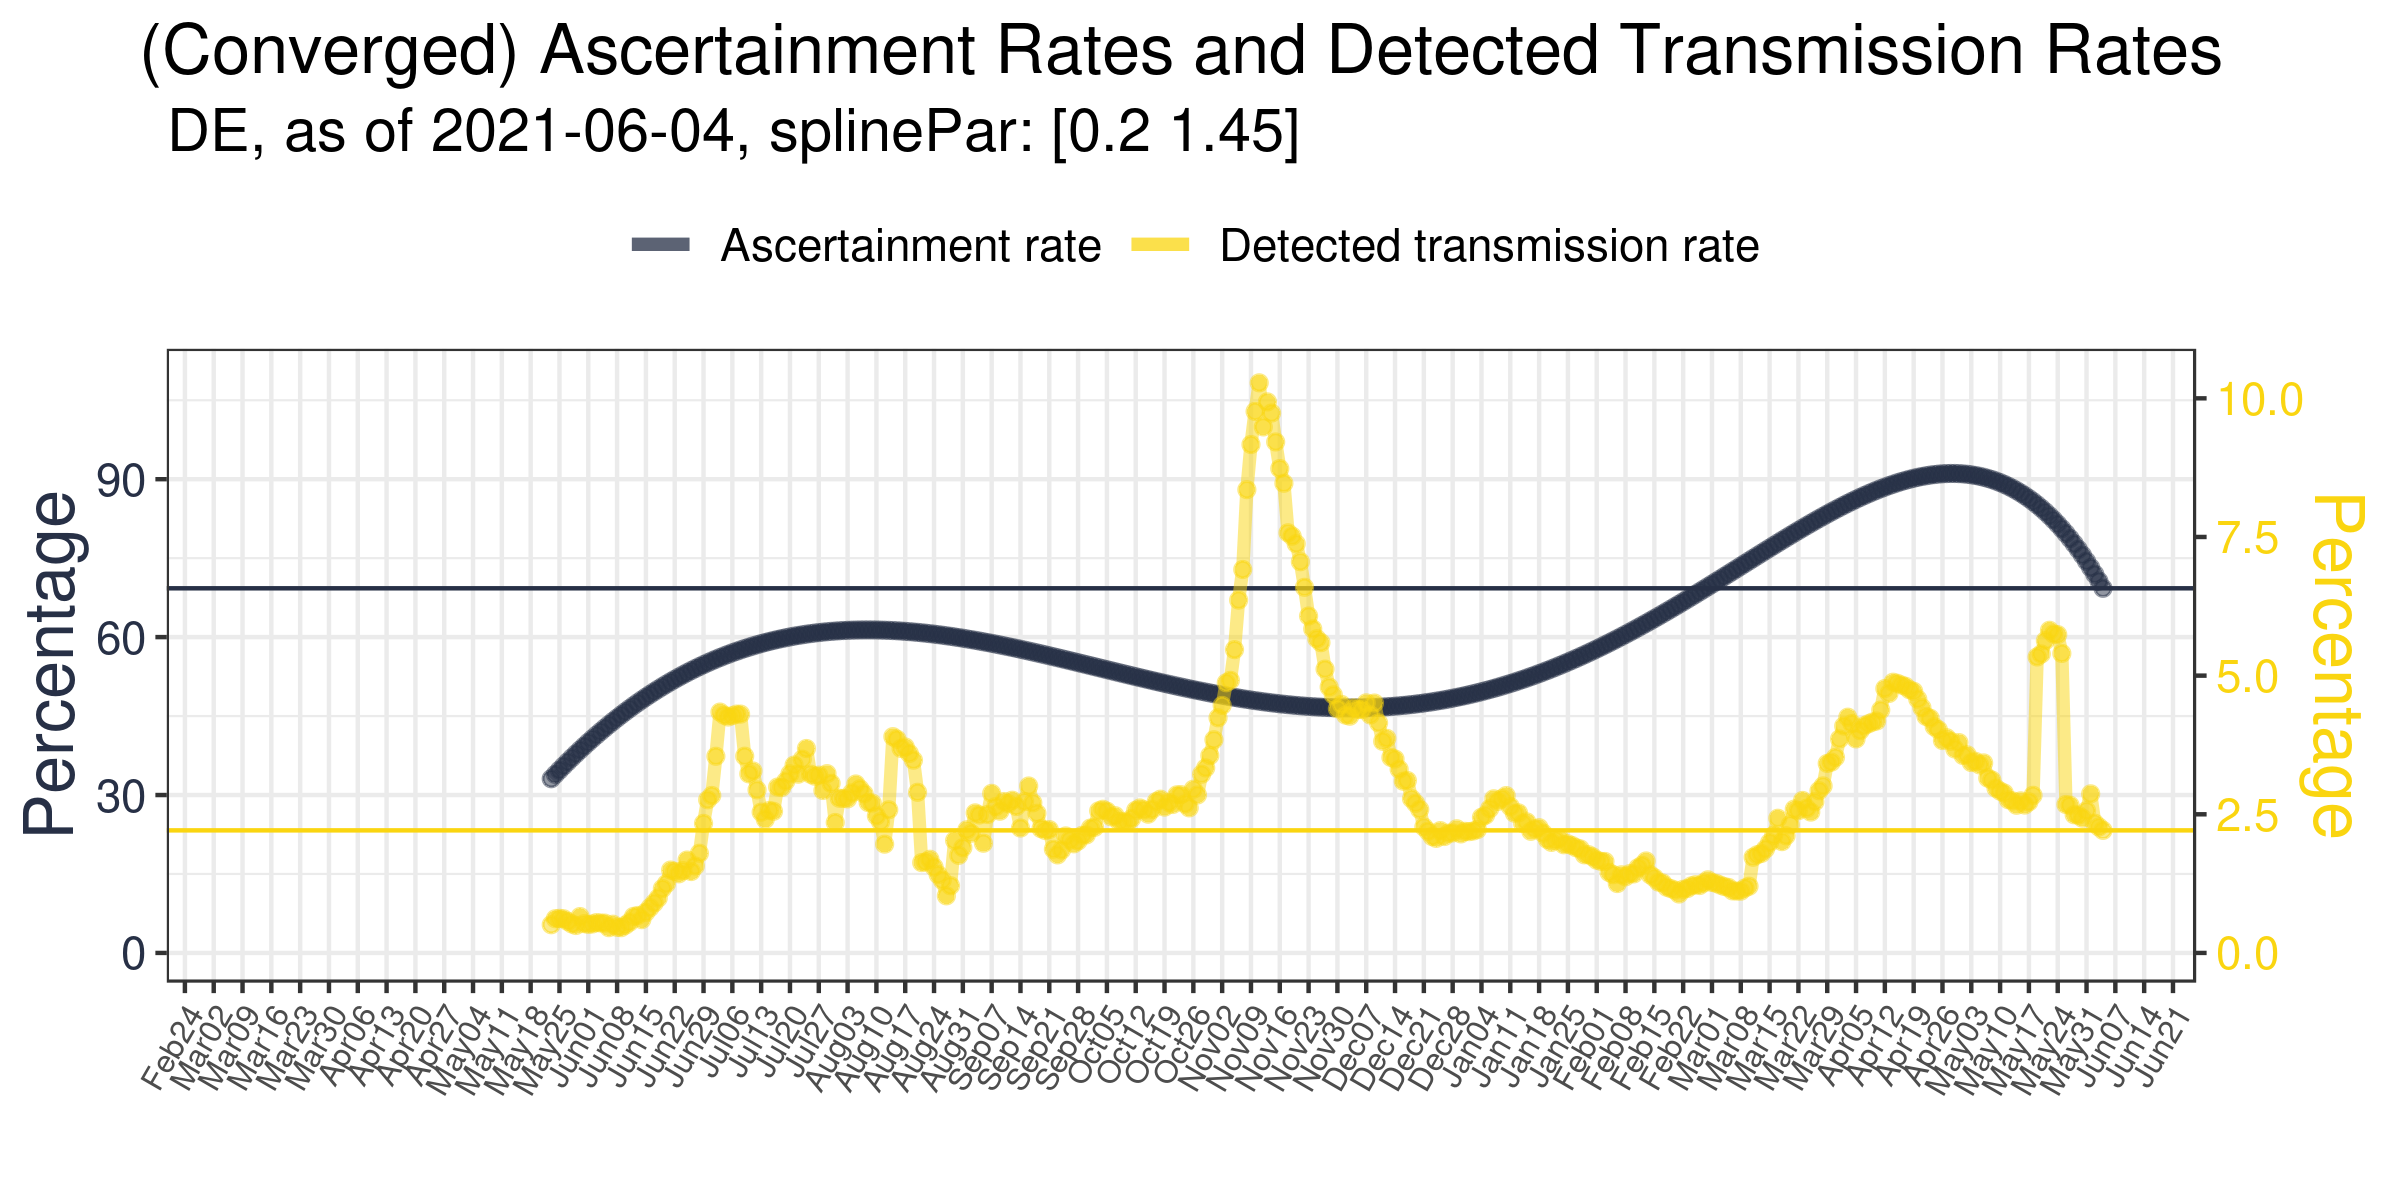 (Converged) Ascertainment Rates and Detected Transmission Rates
DE, as of 2021-06-04, splinePar: [0.2 1.45]
Ascertainment rate
Detected transmission rate
Percentage
90
60
30
0
10.0
7.5
5.0
2.5
0.0
Percentage
Feb24
Mar02
Mar09
Mar16
Mar23
Mar30
Apr06
Apr13
Apr20
Apr27
May04
May11
May18
May25
Jun01
Jun08
Jun15
Jun22
Jun29
Jul06
Jul13
Jul20
Jul27
Aug03
Aug10
Aug17
Aug24
Aug31
Sep07
Sep14
Sep21
Sep28
Oct05
Oct12
Oct19
Oct26
Nov02
Nov09
Nov16
Nov23
Nov30
Dec07
Dec14
Dec21
Dec28
Jan04
Jan11
Jan18
Jan25
Feb01
Feb08
Feb15
Feb22
Mar01
Mar08
Mar15
Mar22
Mar29
Apr05
Apr12
Apr19
Apr26
May03
May10
May17
May24
May31
Jun07
Jun14
Jun21